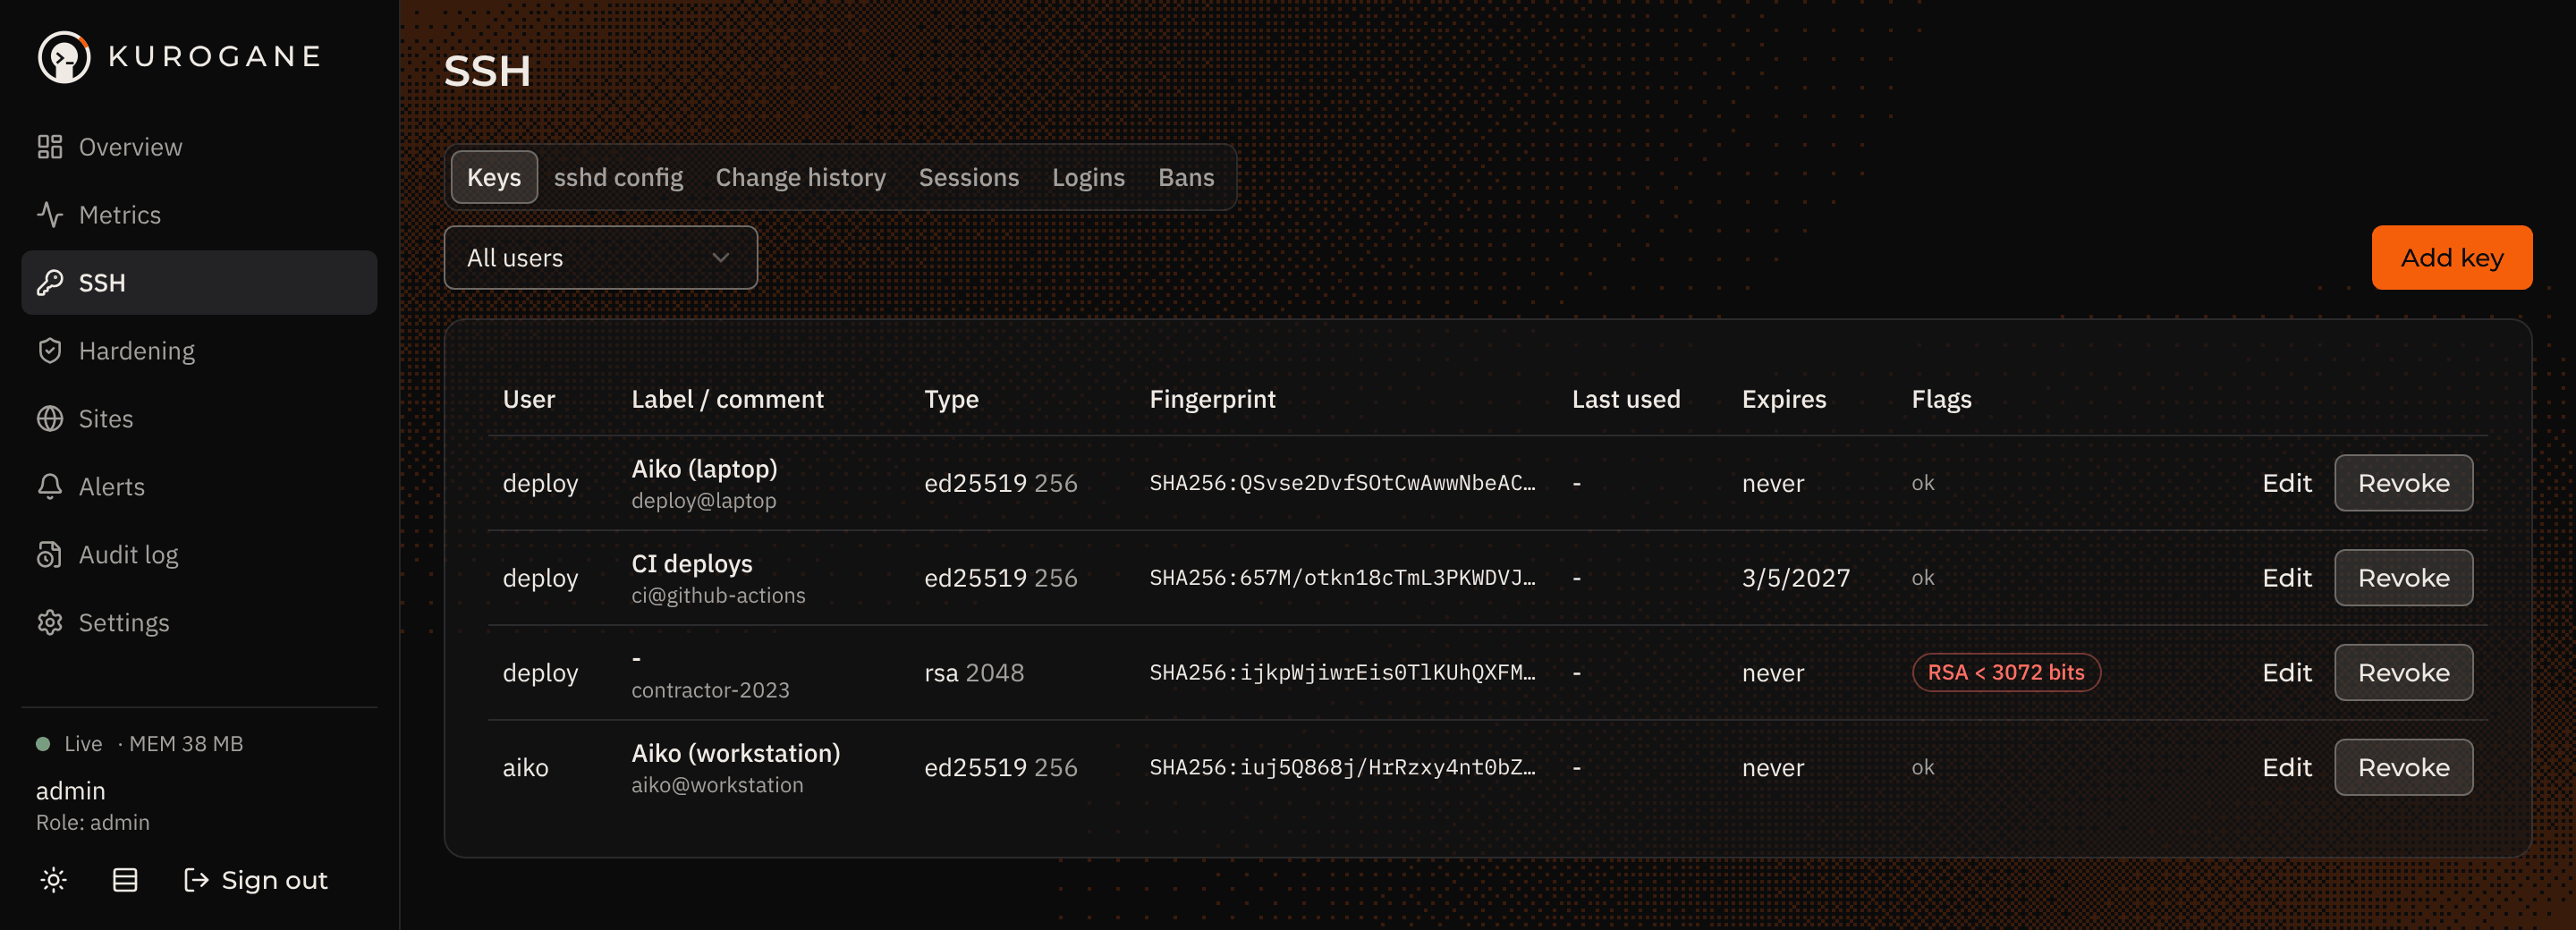 KUROGANE
Overview
Metrics
SSH
Hardening
Sites
Alerts
Audit log
Settings
Live · MEM 38 MB
admin
Role: admin
Sign out
SSH
Keys sshd config Change history Sessions Logins Bans
All users
Add key
User Label / comment Type Fingerprint Last used Expires Flags
deploy Aiko (laptop) ed25519 256 SHA256:QSvse2DvfSOtCwAwwNbeAC… - never ok Edit Revoke
deploy@laptop
deploy CI deploys ed25519 256 SHA256:657M/otkn18cTmL3PKWDVJ… - 3/5/2027 ok Edit Revoke
ci@github-actions
deploy - rsa 2048 SHA256:ijkpWjiwrEis0TlKUhQXFM… - never RSA < 3072 bits Edit Revoke
contractor-2023
aiko Aiko (workstation) ed25519 256 SHA256:iuj5Q868j/HrRzxy4nt0bZ… - never ok Edit Revoke
aiko@workstation